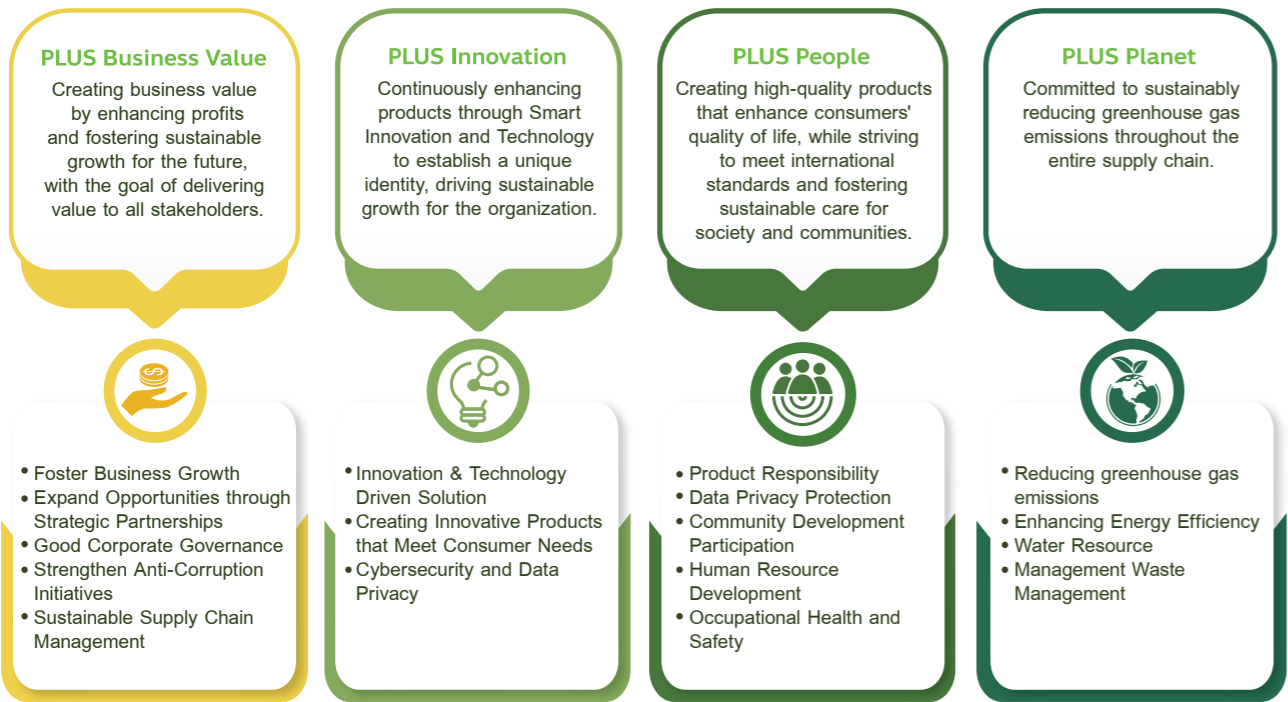 PLUS Business Value
Creating business value
by enhancing profits
and fostering sustainable
growth for the future,
with the goal of delivering
value to all stakeholders.
• Foster Business Growth
• Expand Opportunities through
Strategic Partnerships
• Good Corporate Governance
• Strengthen Anti-Corruption
Initiatives
• Sustainable Supply Chain
Management
PLUS Innovation
Continuously enhancing
products through Smart
Innovation and Technology
to establish a unique
identity, driving sustainable
growth for the organization.
• Innovation & Technology
Driven Solution
• Creating Innovative Products
that Meet Consumer Needs
• Cybersecurity and Data
Privacy
PLUS People
Creating high-quality products
that enhance consumers'
quality of life, while striving
to meet international
standards and fostering
sustainable care for
society and communities.
• Product Responsibility
• Data Privacy Protection
• Community Development
Participation
• Human Resource
Development
• Occupational Health and
Safety
PLUS Planet
Committed to sustainably
reducing greenhouse gas
emissions throughout the
entire supply chain.
• Reducing greenhouse gas
emissions
• Enhancing Energy Efficiency
• Water Resource
• Management Waste
Management